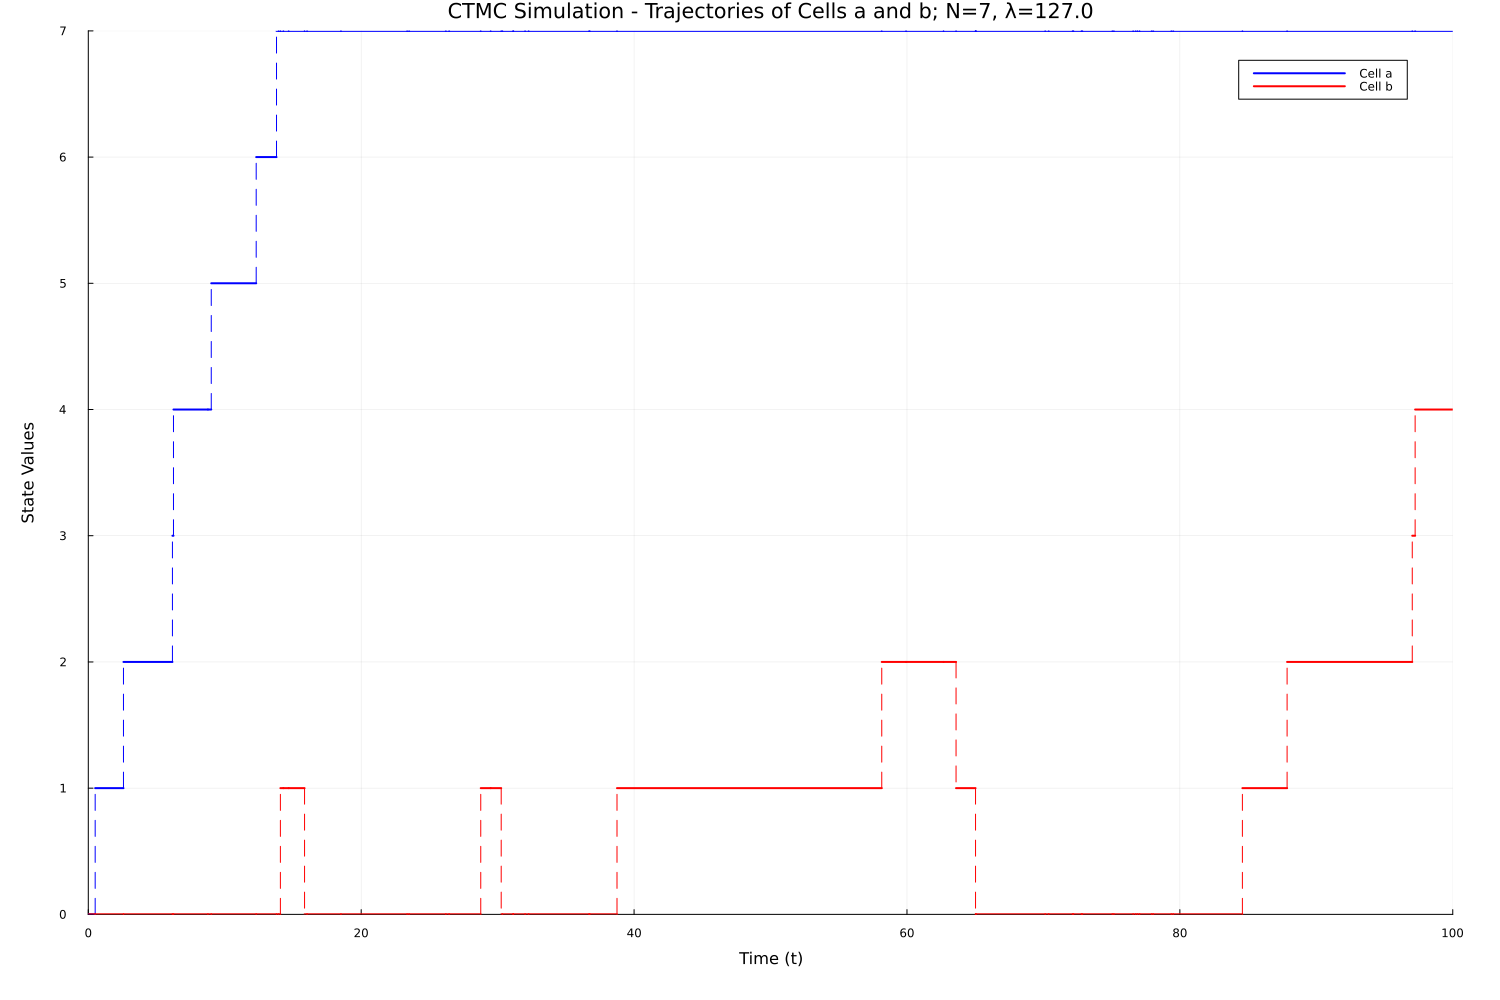 CTMC Simulation - Trajectories of Cells a and b; N=7, λ=127.0
7
Cell a
Cell b
6
5
4
State Values
3
2
1
0
0 20 40 60 80 100
Time (t)